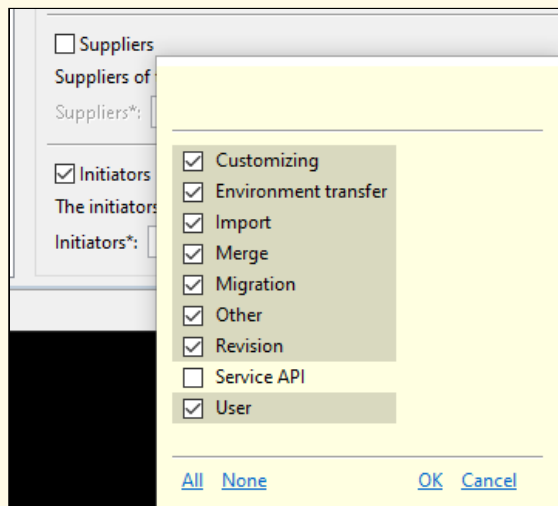 Suppliers
Suppliers of
Suppliers*:
Initiators
The initiators
Initiators*:
Customizing
Environment transfer
Import
Merge
Migration
Other
Revision
Service API
User
All None OK Cancel